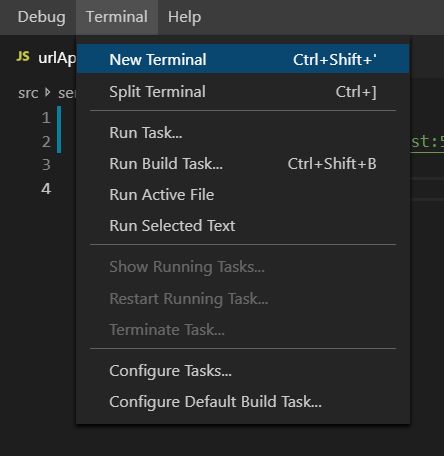 Debug Terminal Help
JS urlAp
New Terminal Ctrl+Shift+'
Split Terminal Ctrl+]
src > se
1
Run Task...
2 st:5
Run Build Task... Ctrl+Shift+B
3
4
Run Active File
Run Selected Text
Show Running Tasks...
Restart Running Task...
Terminate Task...
Configure Tasks...
Configure Default Build Task...